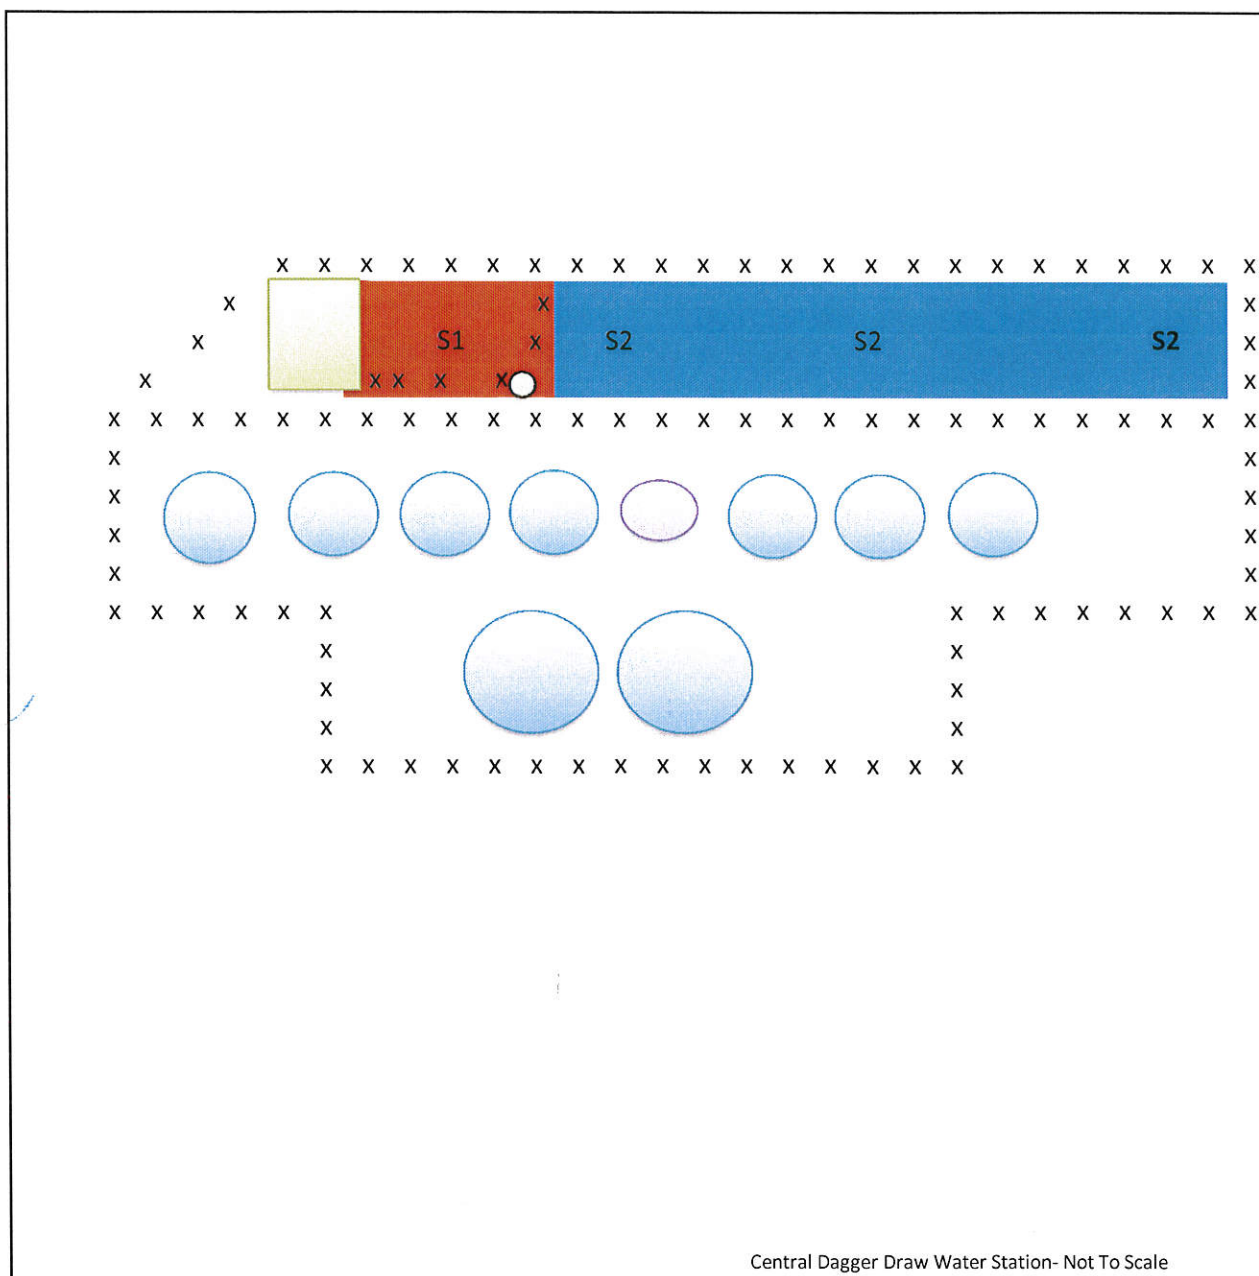 X X X X X X X X X X X X X X X X X X X X X X X X
X X X
X S1 X S2 S2 S2 X
X X X X X X
X X X X X X X X X X X X X X X X X X X X X X X X X X X X
X X
X X
X X
X X
X X X X X X X X X X X X X X
X X
X X
X X
X X X X X X X X X X X X X X X X
Central Dagger Draw Water Station- Not To Scale